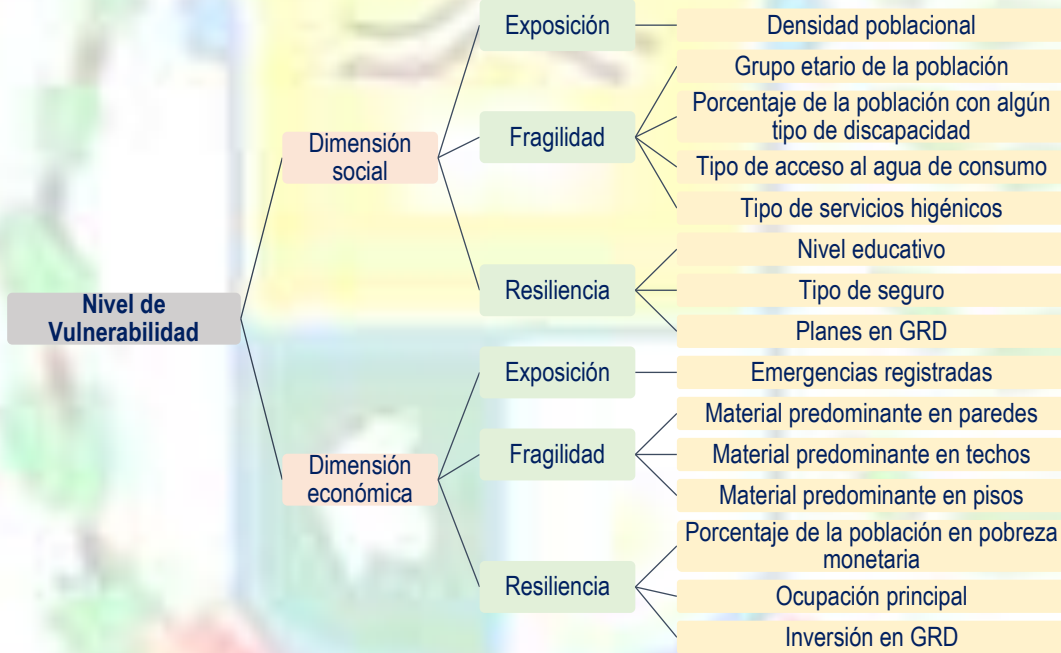 Nivel de
Vulnerabilidad
Dimensión
social
Exposición
Densidad poblacional
Fragilidad
Grupo etario de la población
Porcentaje de la población con algún
tipo de discapacidad
Tipo de acceso al agua de consumo
Tipo de servicios higénicos
Resiliencia
Nivel educativo
Tipo de seguro
Planes en GRD
Dimensión
económica
Exposición
Emergencias registradas
Fragilidad
Material predominante en paredes
Material predominante en techos
Material predominante en pisos
Resiliencia
Porcentaje de la población en pobreza
monetaria
Ocupación principal
Inversión en GRD